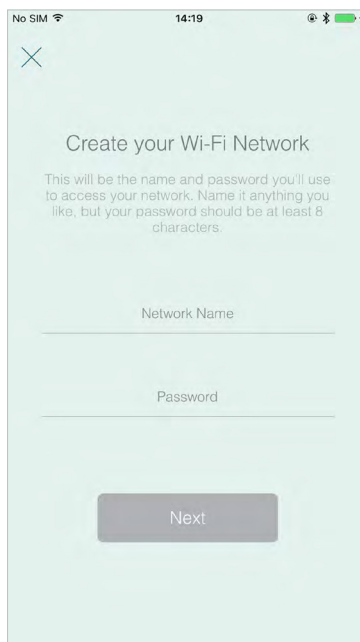 No SIM 14:19
Create your Wi-Fi Network
This will be the name and password you'll use
to access your network. Name it anything you
like, but your password should be at least 8
characters.
Network Name
Password
Next